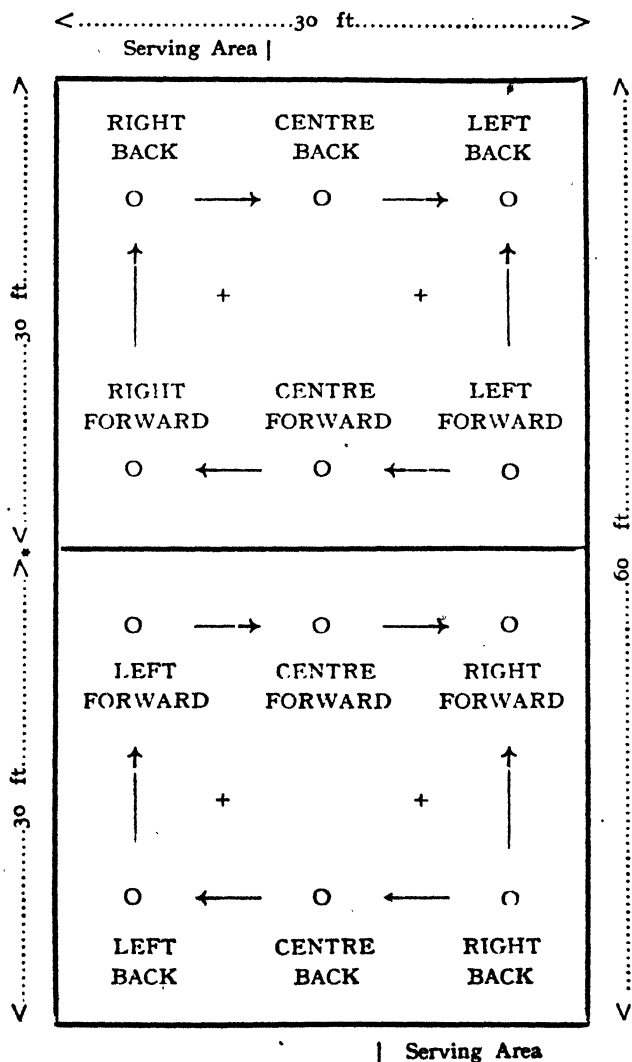 <....................30 ft....................>
Serving Area |
RIGHT BACK CENTRE BACK LEFT BACK
O O O
+ +
RIGHT FORWARD CENTRE FORWARD LEFT FORWARD
O O O
<....................30 ft....................>
*
O O O
LEFT FORWARD CENTRE FORWARD RIGHT FORWARD
+ +
O O O
LEFT BACK CENTRE BACK RIGHT BACK
<....................30 ft....................>
<....................60 ft....................>
| Serving Area